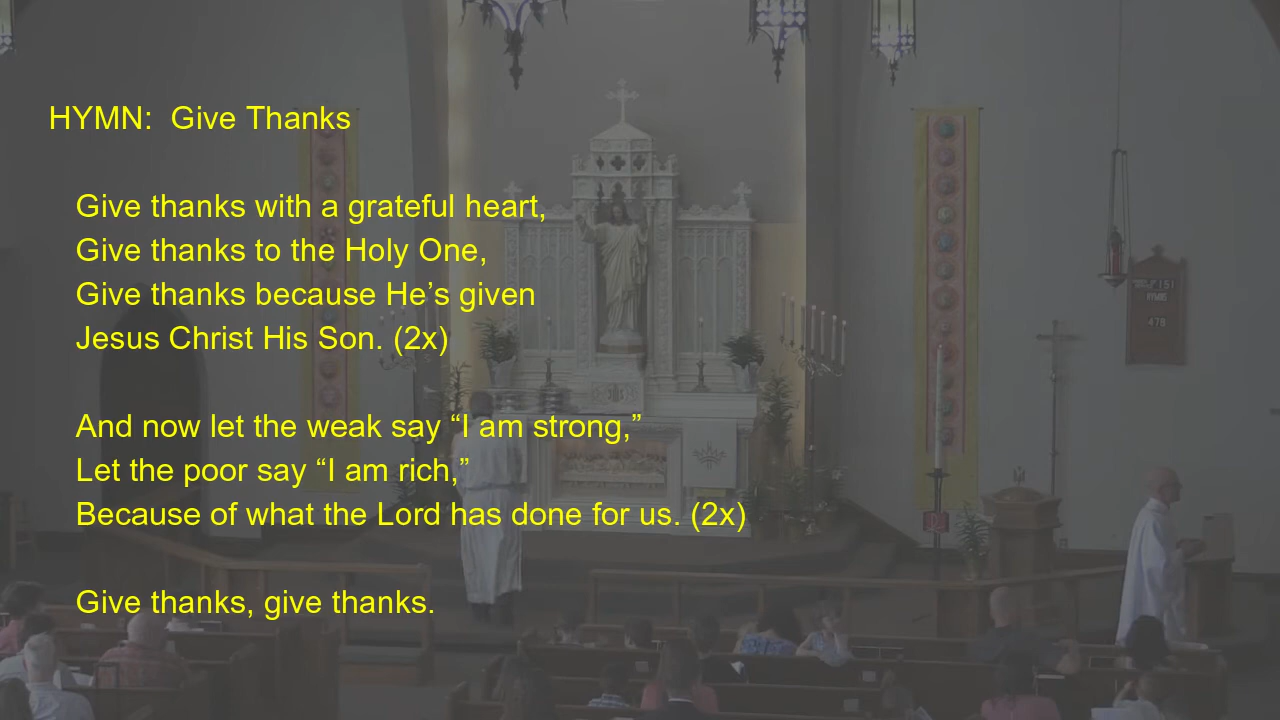 HYMN:  Give Thanks
Give thanks with a grateful heart,
Give thanks to the Holy One,
Give thanks because He’s given
Jesus Christ His Son. (2x)
And now let the weak say “I am strong,”
Let the poor say “I am rich,”
Because of what the Lord has done for us. (2x)
Give thanks, give thanks.
HYMNS
478